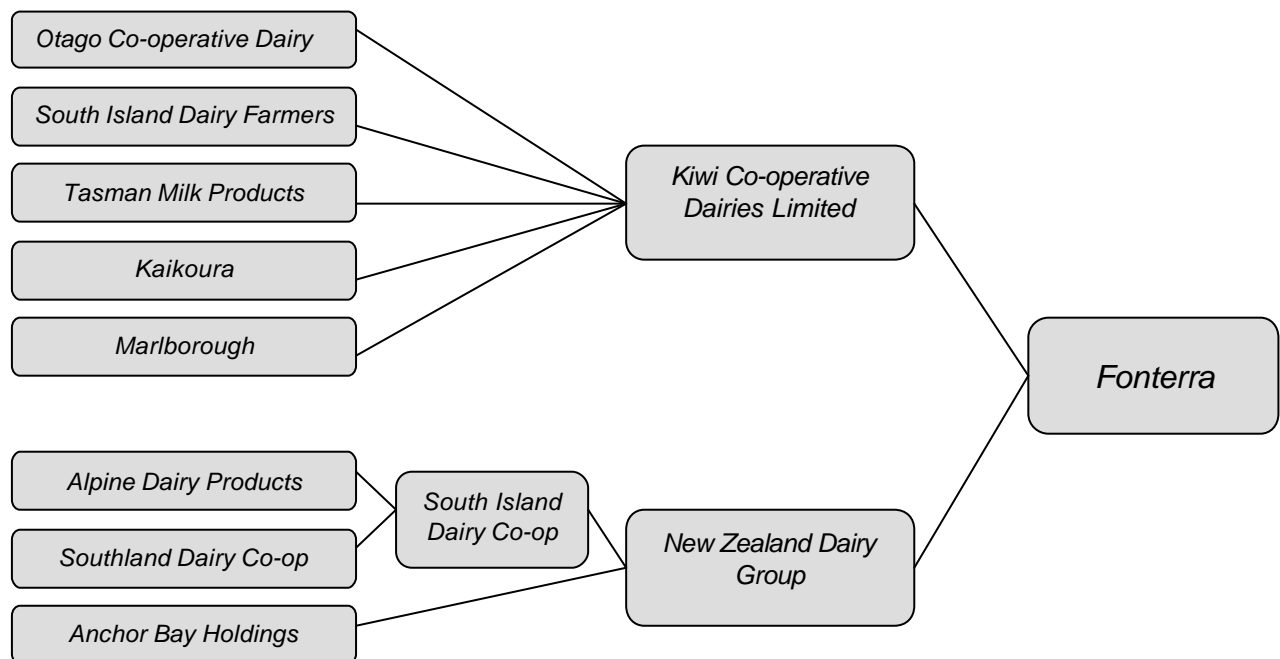 Otago Co-operative Dairy
South Island Dairy Farmers
Tasman Milk Products
Kaikoura
Marlborough
Kiwi Co-operative
Dairies Limited
Fonterra
Alpine Dairy Products
Southland Dairy Co-op
Anchor Bay Holdings
South Island
Dairy Co-op
New Zealand Dairy
Group